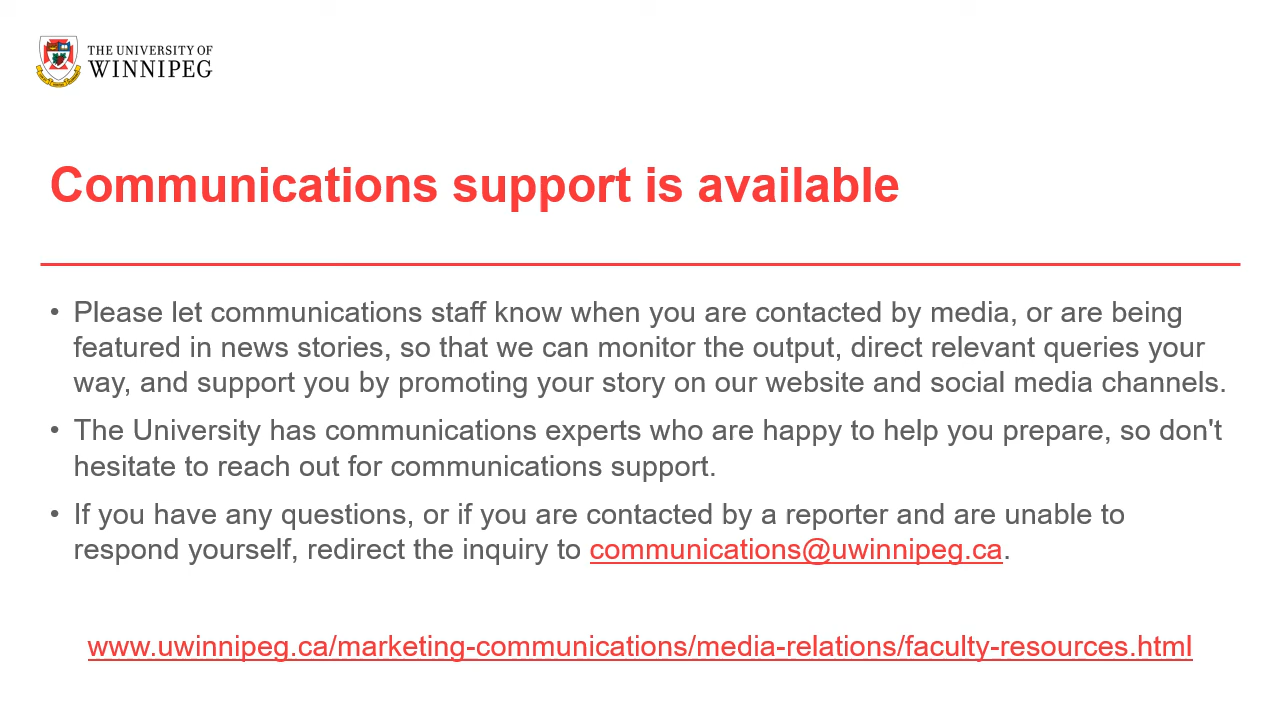 THE UNIVERSITY OF
WINNIPEG
Communications support is available
• Please let communications staff know when you are contacted by media, or are being
featured in news stories, so that we can monitor the output, direct relevant queries your
way, and support you by promoting your story on our website and social media channels.
• The University has communications experts who are happy to help you prepare, so don't
hesitate to reach out for communications support.
• If you have any questions, or if you are contacted by a reporter and are unable to
respond yourself, redirect the inquiry to communications@uwinnipeg.ca.
www.uwinnipeg.ca/marketing-communications/media-relations/faculty-resources.html